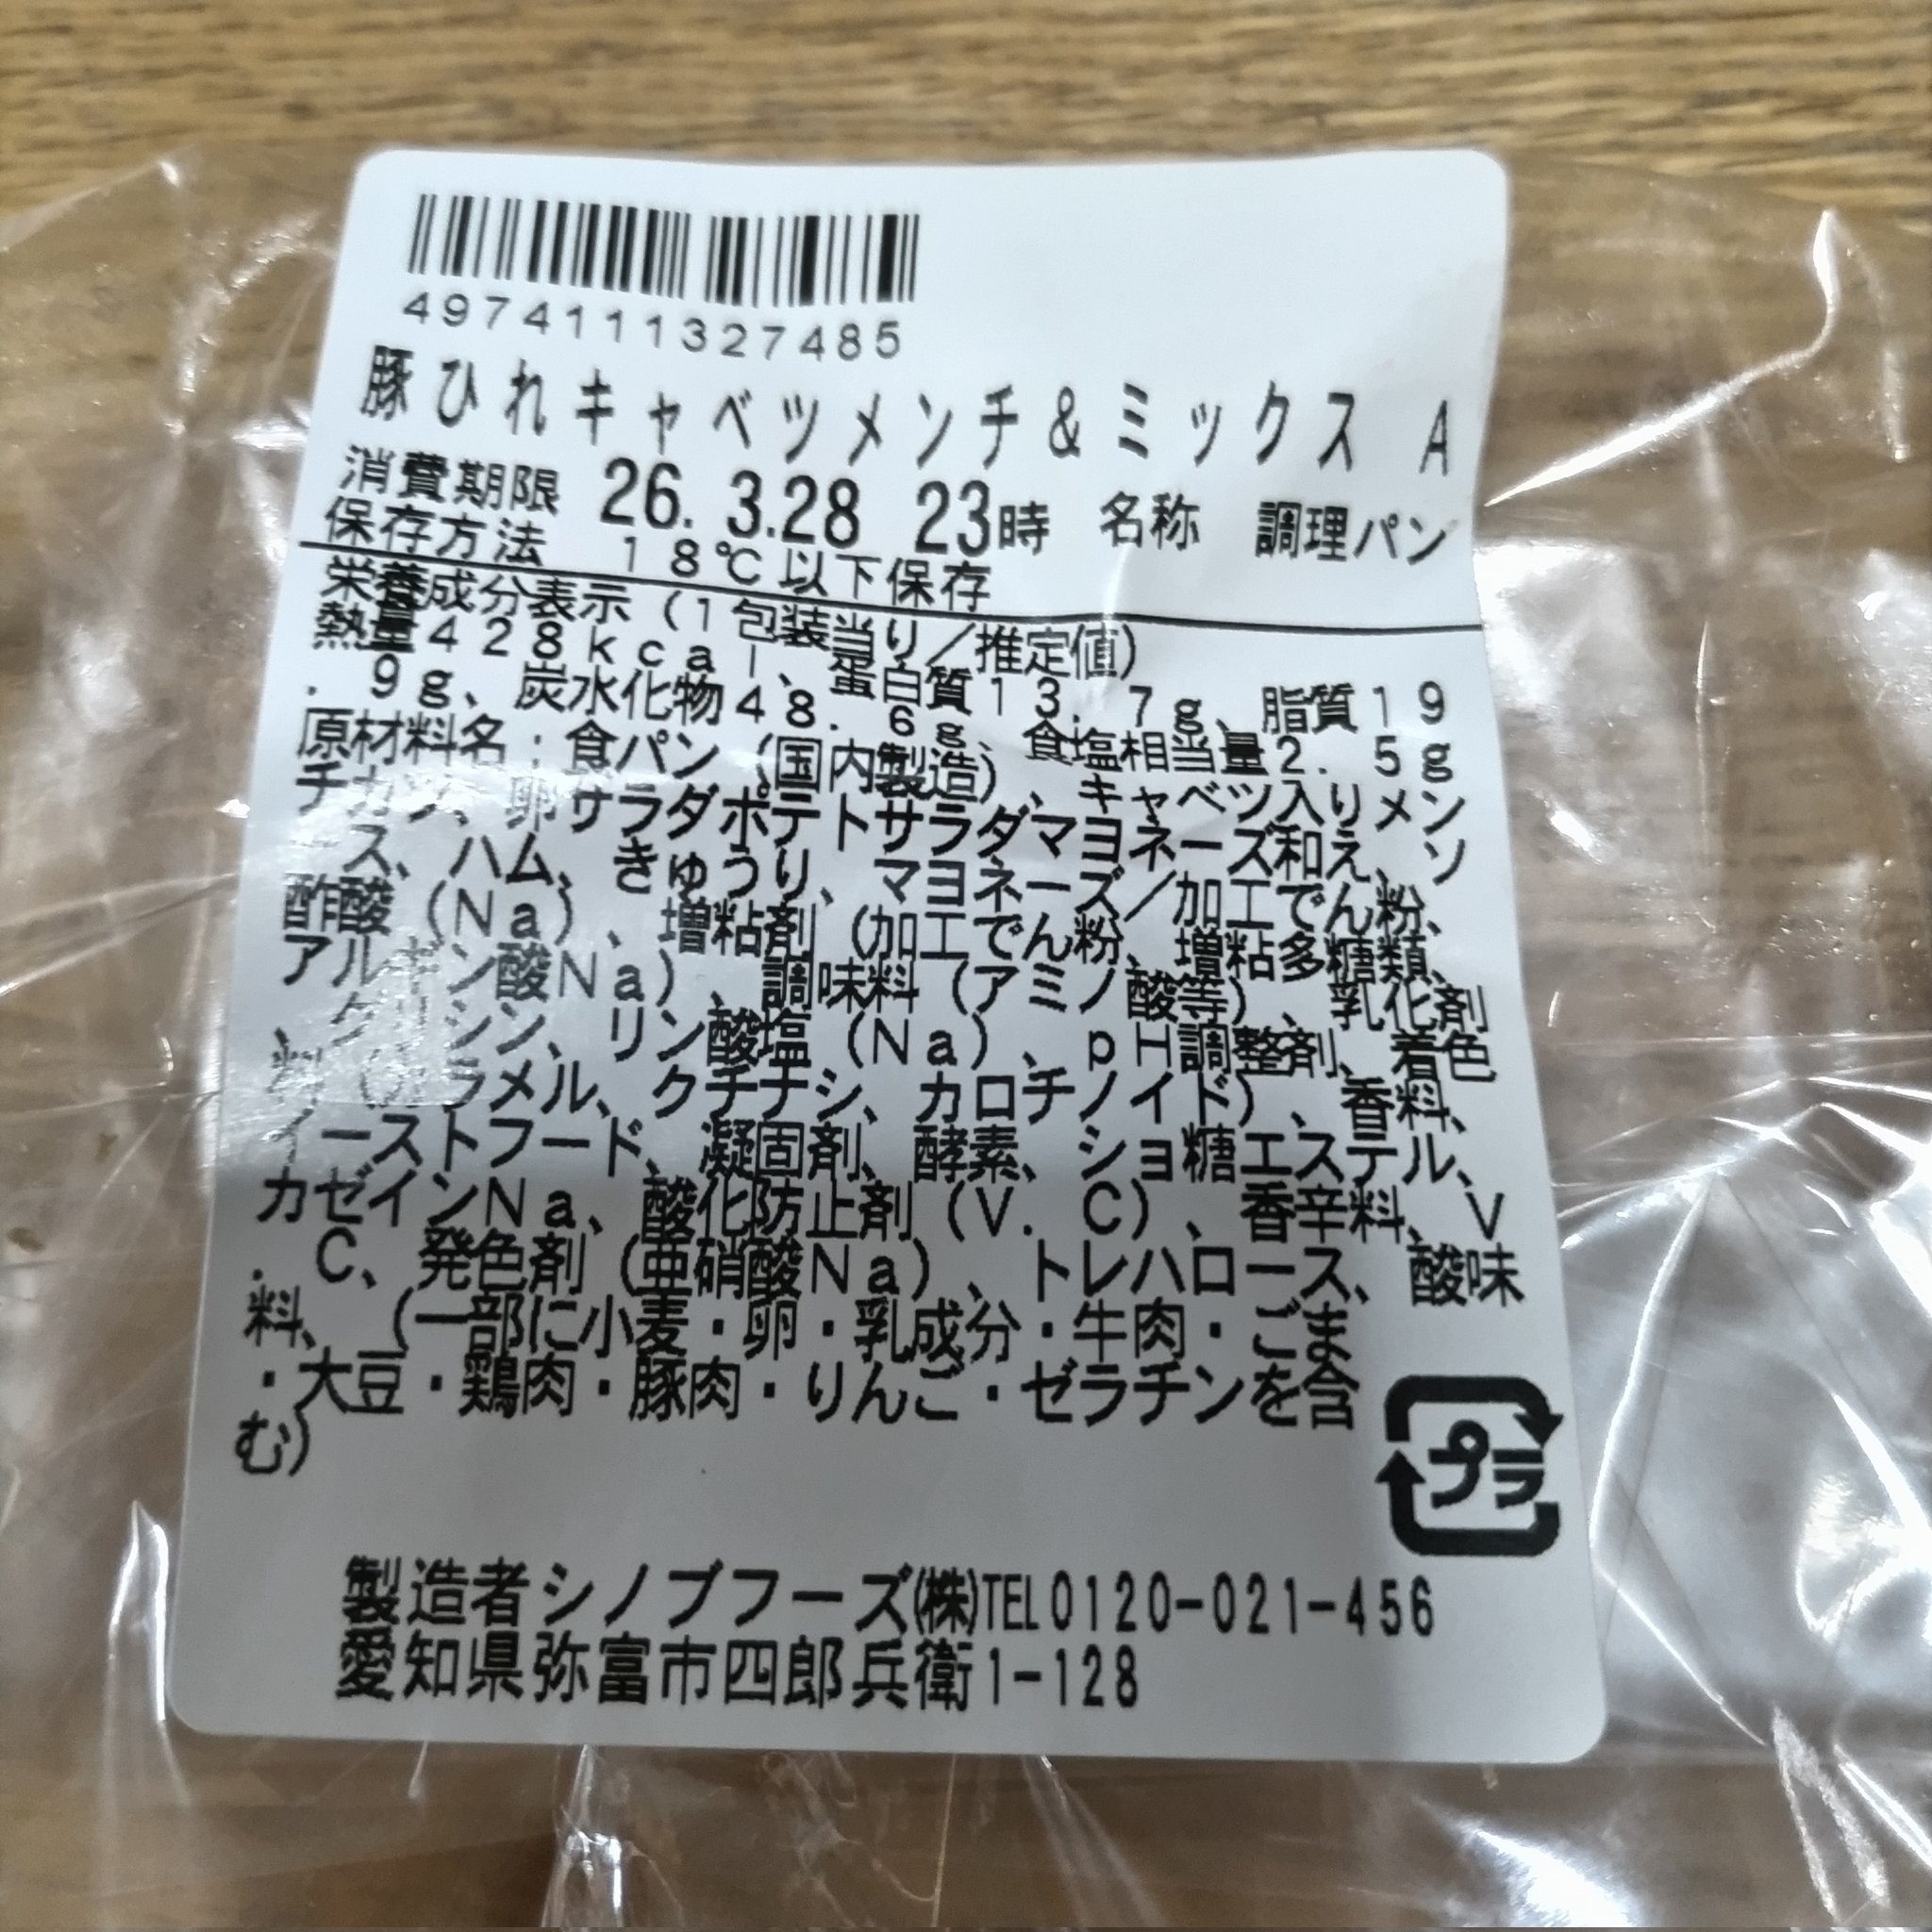 4974111327485
豚ひれキャベツメンチ&ミックス A
消費期限 26. 3.28 23時 名称 調理パン
保存方法 18℃以下保存
栄養成分表示(1包装当り/推定値)
熱量428kcal、蛋白質13.7g、脂質19
.9g、炭水化物48.6g、食塩相当量2.5g
原材料名:食パン(国内製造)、キャベツ入りメン
チカツ、卵サラダポテトサラダマヨネーズ和え、ソ
ース、ハム、きゅうり、マヨネーズ/加工でん粉、
酢酸(Na)、増粘剤(加工でん粉、増粘多糖類、
アルギン酸Na)、調味料(アミノ酸等)、乳化剤
、グリシン、リン酸塩(Na)、pH調整剤、着色
料(カラメル、クチナシ、カロチノイド)、香料、
イーストフード、凝固剤、酵素、ショ糖エステル、
カゼインNa、酸化防止剤(V.C)、香辛料、V
.C、発色剤(亜硝酸Na)、トレハロース、酸味
料、(一部に小麦・卵・乳成分・牛肉・ごま
・大豆・鶏肉・豚肉・りんご・ゼラチンを含
む)
プラ
製造者シノブフーズ(株)TEL0120-021-456
愛知県弥富市四郎兵衛1-128